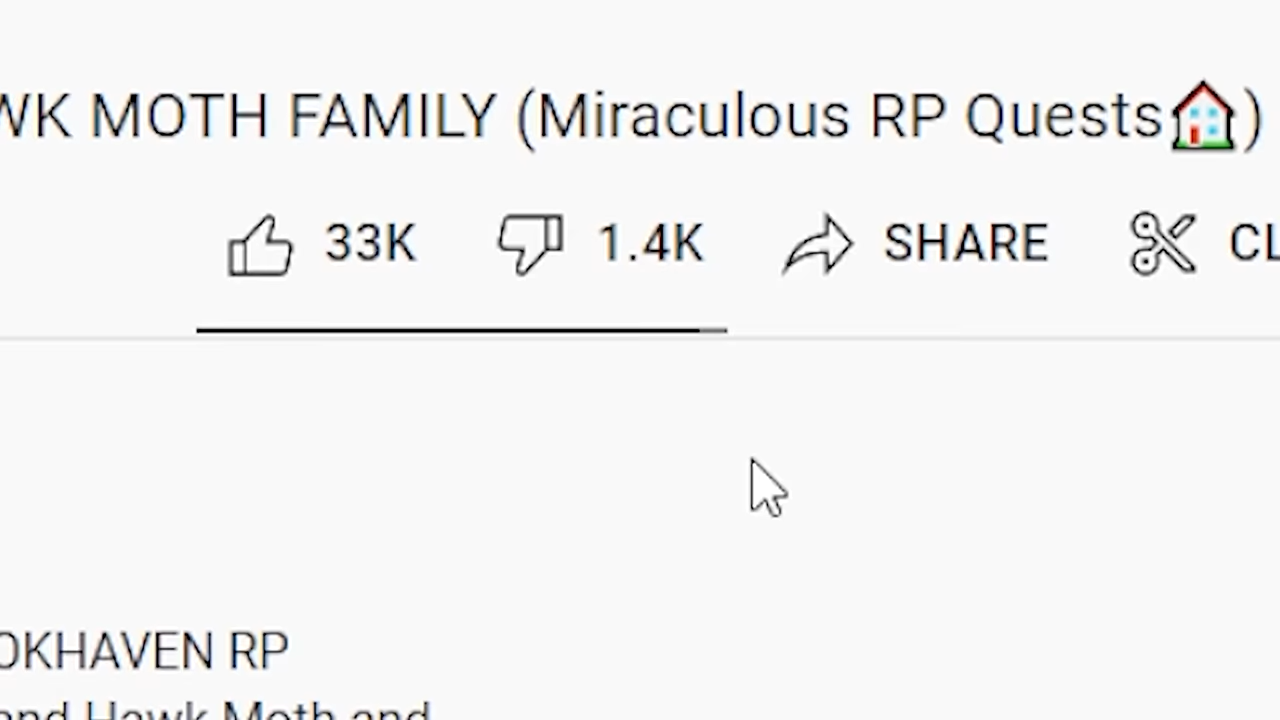 WK MOTH FAMILY (Miraculous RP Quests🏠)
33K 1.4K SHARE CL
OKHAVEN RP
and Hawk Moth and